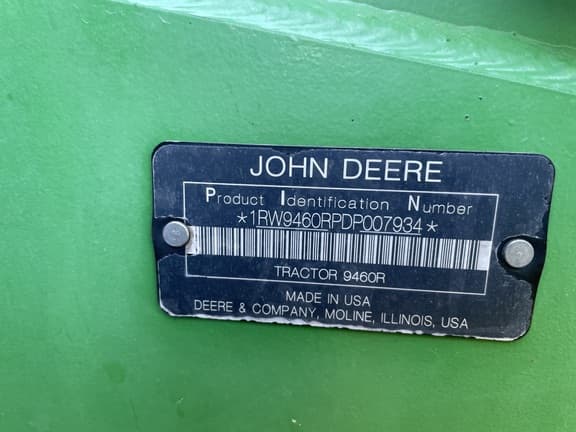 JOHN DEERE
Product Identification Number
*1RW9460RPDP007934*
TRACTOR 9460R
MADE IN USA
DEERE & COMPANY, MOLINE, ILLINOIS, USA